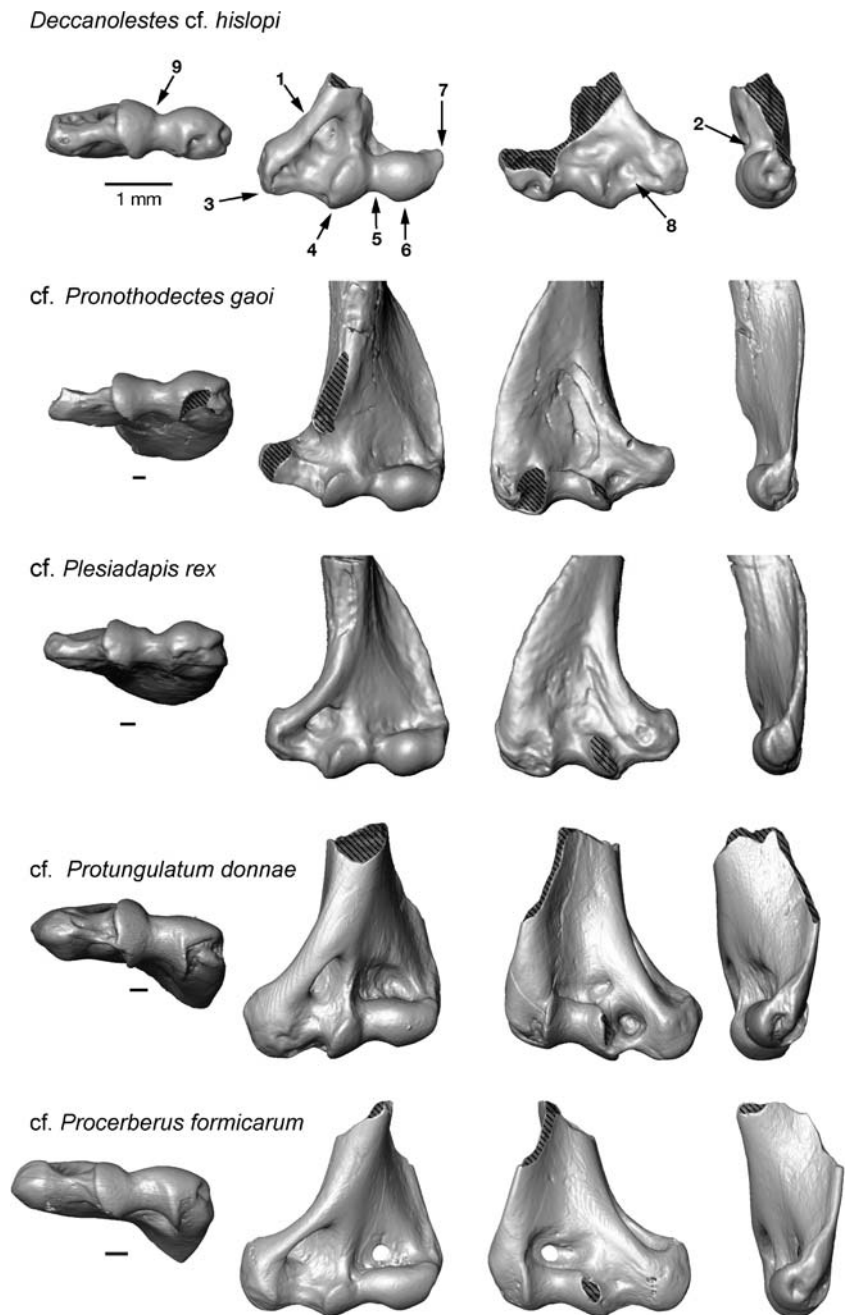 Deccanolestes cf. hislopi
9
1
7
2
1 mm
3
8
4
5
6
cf. Pronothodectes gaoi
cf. Plesiadapis rex
cf. Protungulatum donnae
cf. Procerberus formicarum